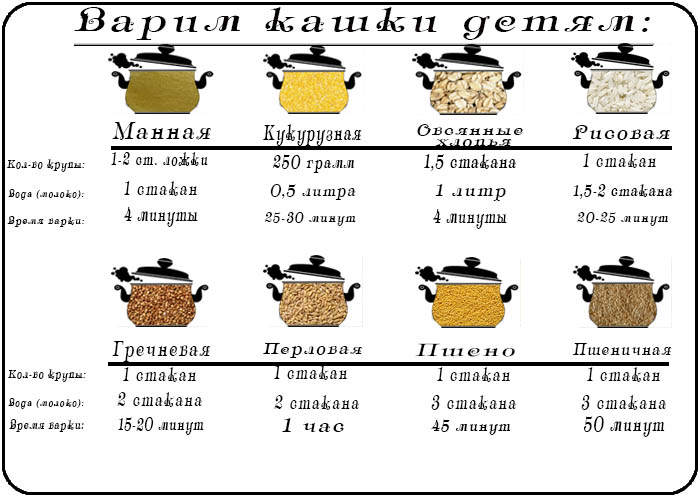 Варим кашки детям:
Манная Кукурузная Овсянные хлопья Рисовая
Кол-во крупы: 1-2 ст. ложки 250 грамм 1,5 стакана 1 стакан
Вода (молоко): 1 стакан 0,5 литра 1 литр 1,5-2 стакана
Время варки: 4 минуты 25-30 минут 4 минуты 20-25 минут
Гречневая Перловая Пшено Пшеничная
Кол-во крупы: 1 стакан 1 стакан 1 стакан 1 стакан
Вода (молоко): 2 стакана 2 стакана 3 стакана 3 стакана
Время варки: 15-20 минут 1 час 45 минут 50 минут